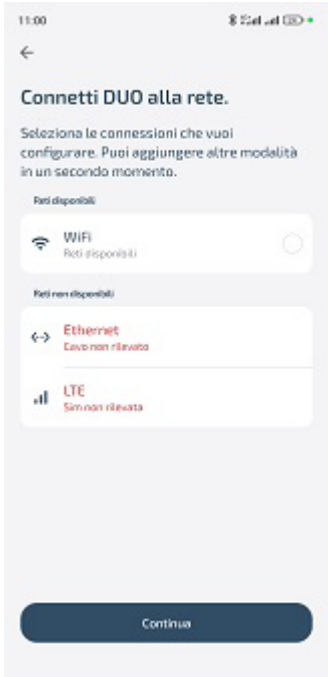 11:00
Connetti DUO alla rete.
Seleziona le connessioni che vuoi
configurare. Puoi aggiungere altre modalità
in un secondo momento.
Reti disponibili
WiFi
Reti disponibili
Reti non disponibili
Ethernet
Cavo non rilevato
LTE
Sim non rilevata
Continua